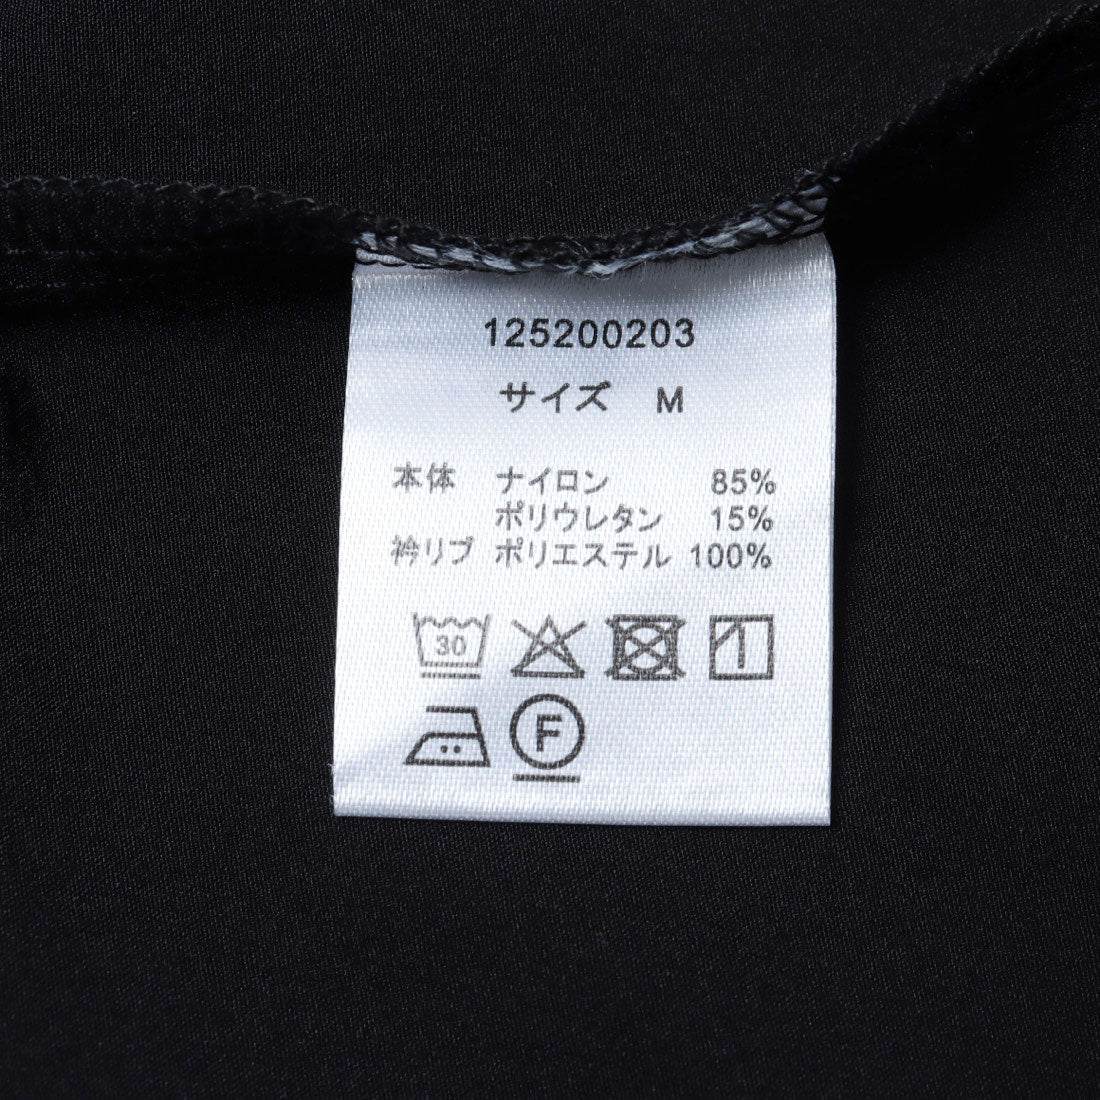 125200203
サイズ M
本体 ナイロン 85%
ポリウレタン 15%
衿リブ ポリエステル 100%
30
F